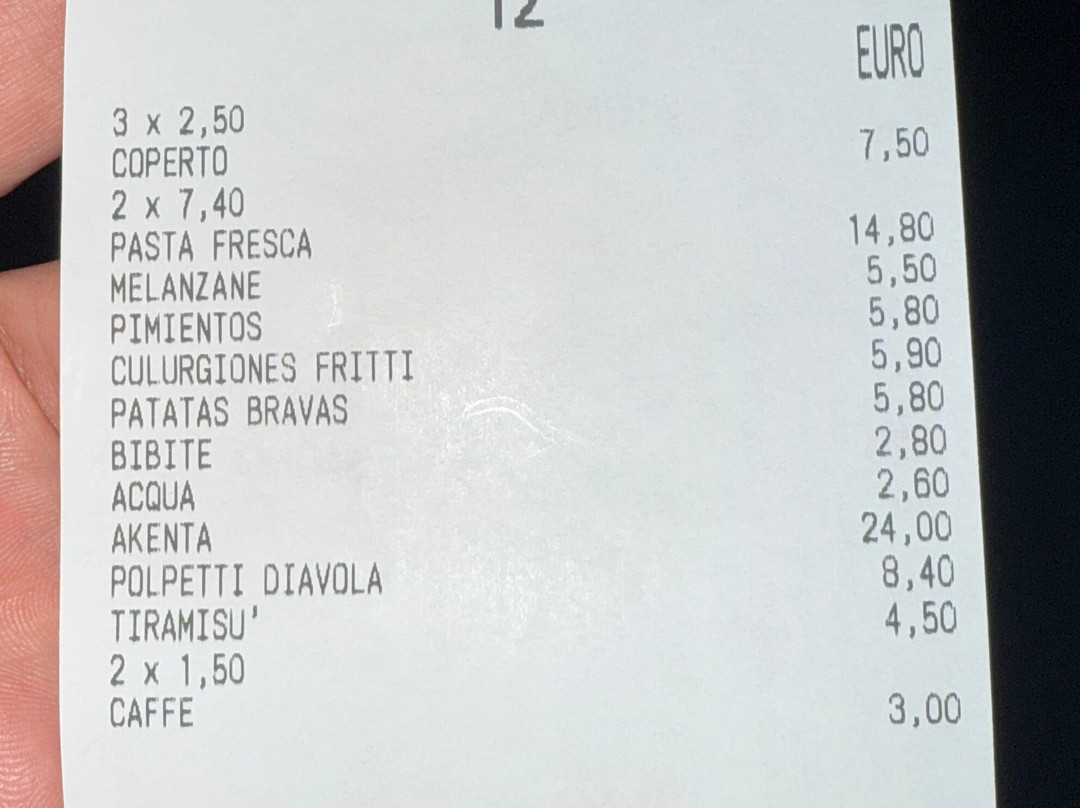 12
EURO
3 x 2,50
COPERTO 7,50
2 x 7,40
PASTA FRESCA 14,80
MELANZANE 5,50
PIMIENTOS 5,80
CULURGIONES FRITTI 5,90
PATATAS BRAVAS 5,80
BIBITE 2,80
ACQUA 2,60
AKENTA 24,00
POLPETTI DIAVOLA 8,40
TIRAMISU' 4,50
2 x 1,50
CAFFE 3,00